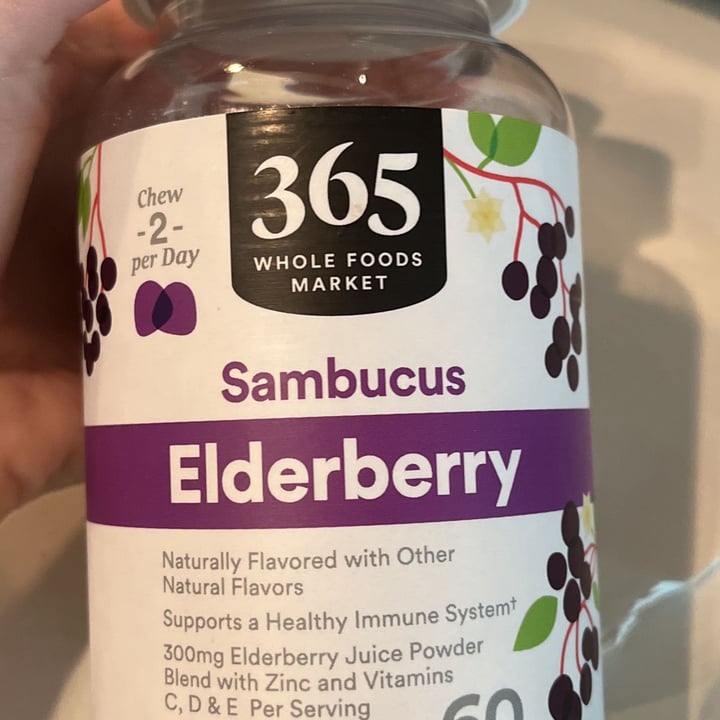 Chew
-2-
per Day
365
WHOLE FOODS
MARKET
Sambucus
Elderberry
Naturally Flavored with Other
Natural Flavors
Supports a Healthy Immune System†
300mg Elderberry Juice Powder
Blend with Zinc and Vitamins
C, D & E Per Serving
60